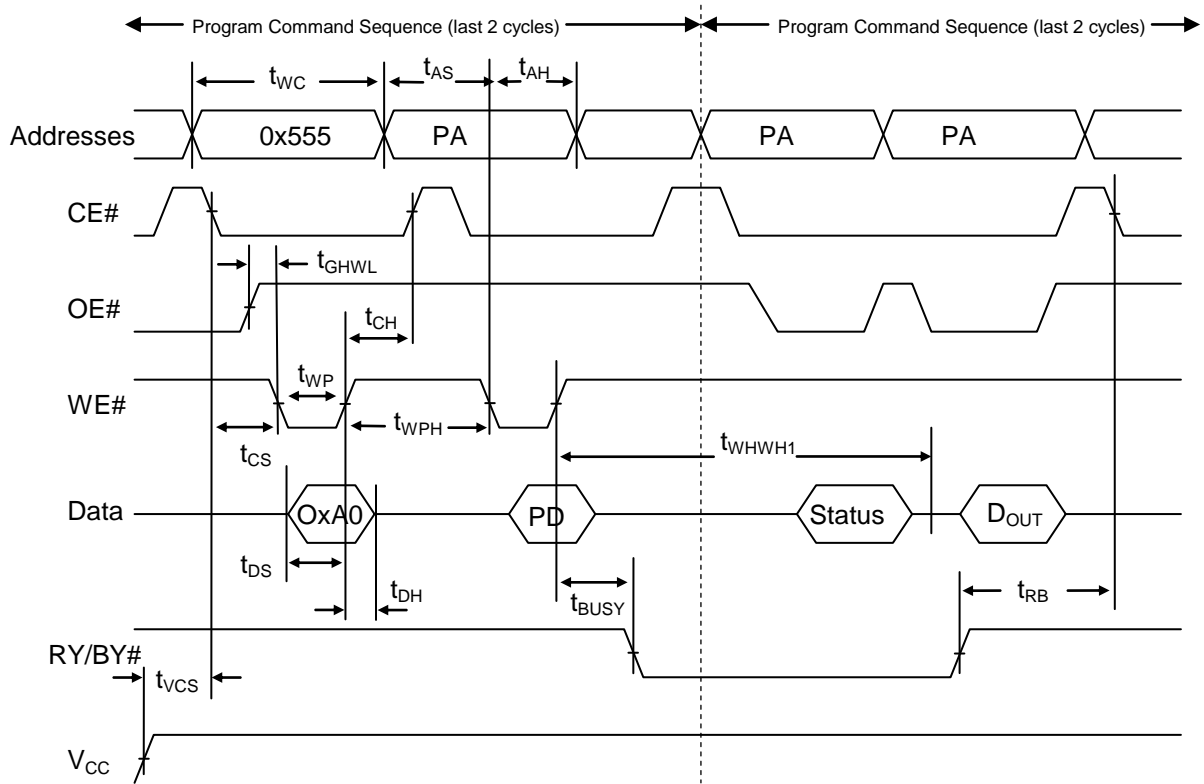 Program Command Sequence (last 2 cycles) Program Command Sequence (last 2 cycles)
tWC tAS tAH
Addresses 0x555 PA PA PA
CE#
tGHWL
OE#
tCH
tWP
WE#
tWPH
tCS tWHWH1
Data OxA0 PD Status DOUT
tDS tDH tBUSY tRB
RY/BY#
tVCS
VCC